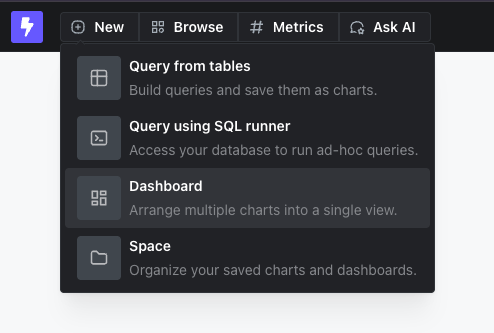 New Browse Metrics Ask AI
Query from tables
Build queries and save them as charts.
Query using SQL runner
Access your database to run ad-hoc queries.
Dashboard
Arrange multiple charts into a single view.
Space
Organize your saved charts and dashboards.